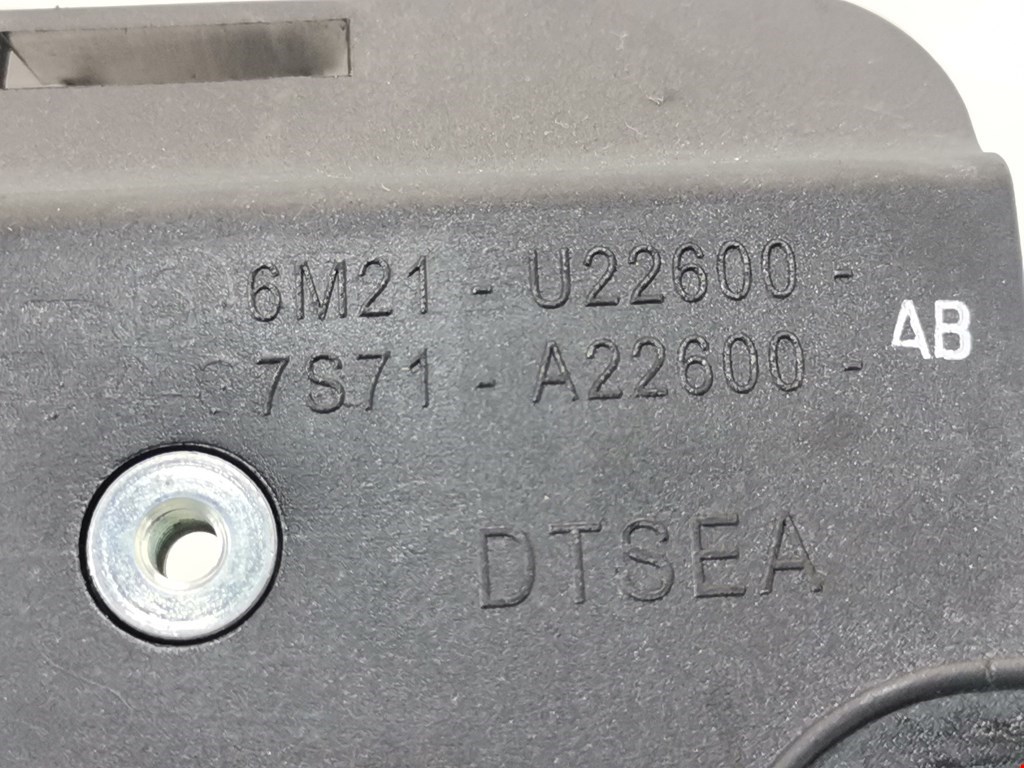 6M21 - U22600 -
7S71 - A22600 -
AB
DTSEA